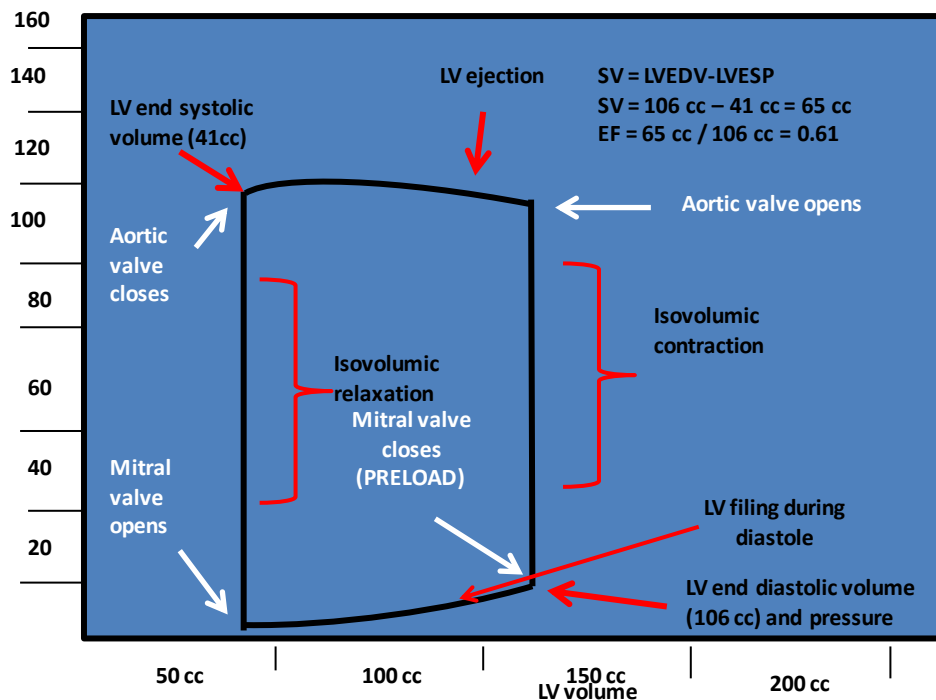 160
140
120
100
80
60
40
20
LV ejection
SV = LVEDV-LVESP
SV = 106 cc – 41 cc = 65 cc
EF = 65 cc / 106 cc = 0.61
LV end systolic
volume (41cc)
Aortic valve opens
Aortic
valve
closes
Isovolumic
contraction
Isovolumic
relaxation
Mitral valve
closes
(PRELOAD)
Mitral
valve
opens
LV filing during
diastole
LV end diastolic volume
(106 cc) and pressure
50 cc
100 cc
150 cc
200 cc
LV volume